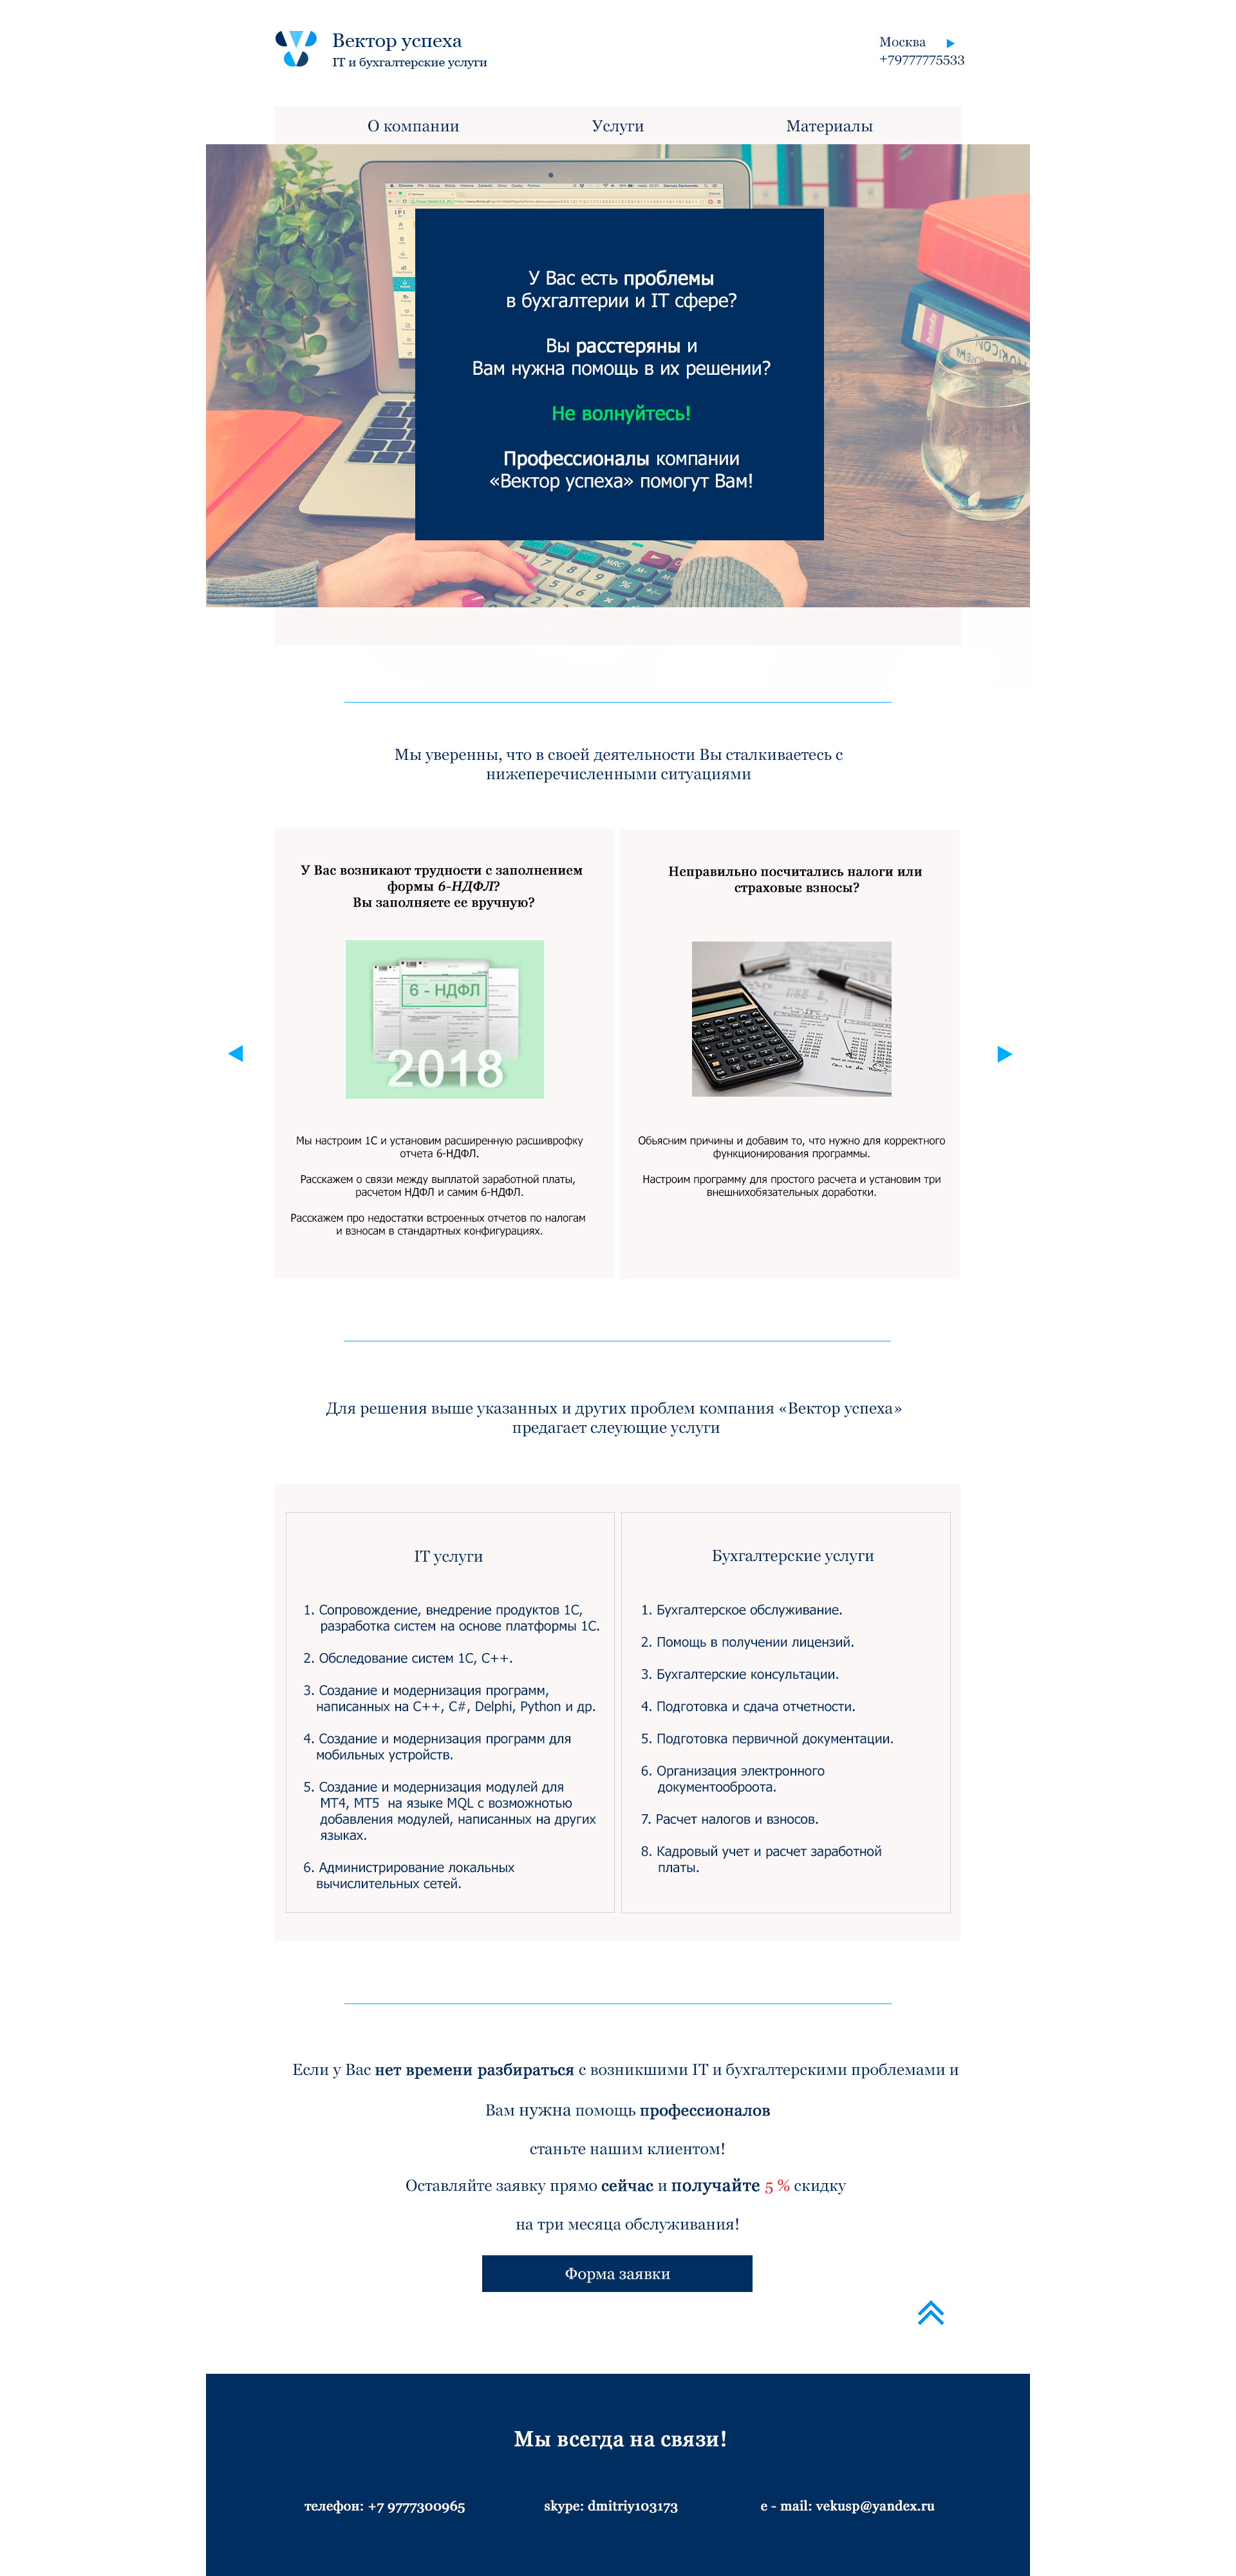 Вектор успеха
IT и бухгалтерские услуги
Москва
+79777775533
О компании
Услуги
Материалы
У Вас есть проблемы
в бухгалтерии и IT сфере?
Вы расстеряны и
Вам нужна помощь в их решении?
Не волнуйтесь!
Профессионалы компании
«Вектор успеха» помогут Вам!
Мы уверенны, что в своей деятельности Вы сталкиваетесь с
нижеперечисленными ситуациями
У Вас возникают трудности с заполнением
формы 6-НДФЛ?
Вы заполняете ее вручную?
6 - НДФЛ
2018
Мы настроим 1С и установим расширенную расшиврофку
отчета 6-НДФЛ.
Расскажем о связи между выплатой заработной платы,
расчетом НДФЛ и самим 6-НДФЛ.
Расскажем про недостатки встроенных отчетов по налогам
и взносам в стандартных конфигурациях.
Неправильно посчитались налоги или
страховые взносы?
Обьясним причины и добавим то, что нужно для корректного
функционирования программы.
Настроим программу для простого расчета и установим три
внешнихобязательных доработки.
Для решения выше указанных и других проблем компания «Вектор успеха»
предагает слеующие услуги
IT услуги
1. Сопровождение, внедрение продуктов 1С,
разработка систем на основе платформы 1С.
2. Обследование систем 1С, С++.
3. Создание и модернизация программ,
написанных на С++, С#, Delphi, Python и др.
4. Создание и модернизация программ для
мобильных устройств.
5. Создание и модернизация модулей для
МТ4, МТ5 на языке MQL с возможнотью
добавления модулей, написанных на других
языках.
6. Администрирование локальных
вычислительных сетей.
Бухгалтерские услуги
1. Бухгалтерское обслуживание.
2. Помощь в получении лицензий.
3. Бухгалтерские консультации.
4. Подготовка и сдача отчетности.
5. Подготовка первичной документации.
6. Организация электронного
документооброота.
7. Расчет налогов и взносов.
8. Кадровый учет и расчет заработной
платы.
Если у Вас нет времени разбираться с возникшими IT и бухгалтерскими проблемами и
Вам нужна помощь профессионалов
станьте нашим клиентом!
Оставляйте заявку прямо сейчас и получайте 5 % скидку
на три месяца обслуживания!
Форма заявки
Мы всегда на связи!
телефон: +7 9777300965
skype: dmitriy103173
e - mail: vekusp@yandex.ru